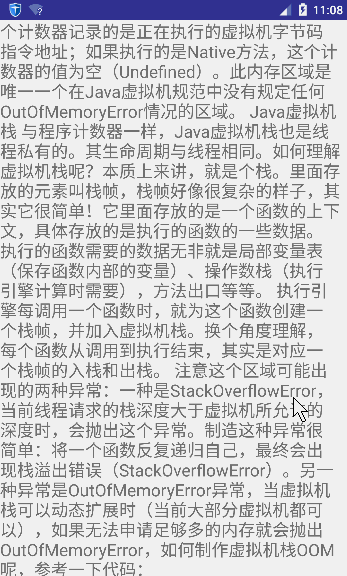 11:08
个计数器记录的是正在执行的虚拟机字节码
指令地址；如果执行的是Native方法，这个计
数器的值为空（Undefined）。此内存区域是
唯一一个在Java虚拟机规范中没有规定任何
OutOfMemoryError情况的区域。 Java虚拟机
栈 与程序计数器一样，Java虚拟机栈也是线
程私有的。其生命周期与线程相同。如何理解
虚拟机栈呢？本质上来讲，就是个栈。里面存
放的元素叫栈帧，栈帧好像很复杂的样子，其
实它很简单！它里面存放的是一个函数的上下
文，具体存放的是执行的函数的一些数据。
执行的函数需要的数据无非就是局部变量表
（保存函数内部的变量）、操作数栈（执行
引擎计算时需要），方法出口等等。 执行引
擎每调用一个函数时，就为这个函数创建一
个栈帧，并加入虚拟机栈。换个角度理解，
每个函数从调用到执行结束，其实是对应一
个栈帧的入栈和出栈。 注意这个区域可能出
现的两种异常：一种是StackOverflowError，
当前线程请求的栈深度大于虚拟机所允许的
深度时，会抛出这个异常。制造这种异常很
简单：将一个函数反复递归自己，最终会出
现栈溢出错误（StackOverflowError）。另一
种异常是OutOfMemoryError异常，当虚拟机
栈可以动态扩展时（当前大部分虚拟机都可
以），如果无法申请足够多的内存就会抛出
OutOfMemoryError，如何制作虚拟机栈OOM
呢，参考一下代码：